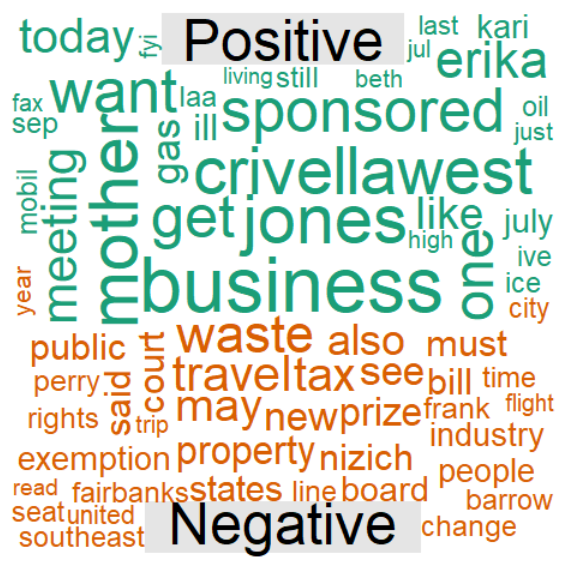 today
fyi
Positive
last
kari
jul
erika
want
living
still
beth
laa
sponsored
fax
sep
ill
oil
just
mother
gas
mobil
meeting
crivellawest
get
jones
like
july
high
one
ive
ice
business
year
city
waste
also
must
public
court
travel
tax
see
bill
time
perry
said
may
new
prize
frank
flight
rights
trip
industry
exemption
property
nizich
people
read
fairbanks
states
line
board
barrow
seat
united
Negative
change
southeast